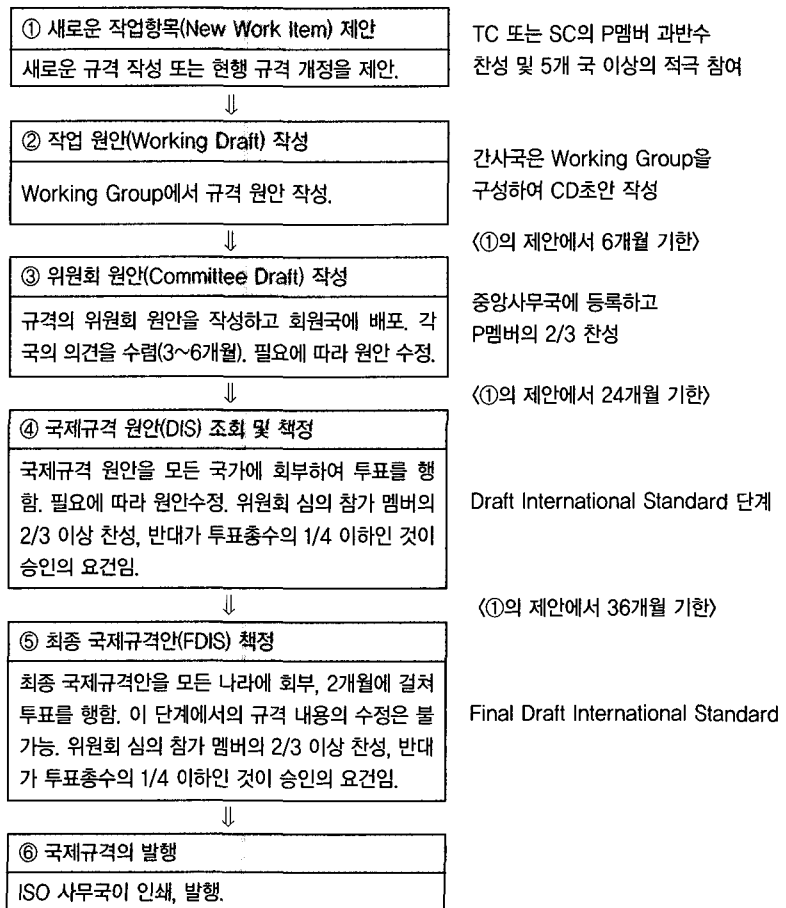 ① 새로운 작업항목(New Work Item) 제안
새로운 규격 작성 또는 현행 규격 개정을 제안.
TC 또는 SC의 P멤버 과반수
찬성 및 5개 국 이상의 적극 참여
⇓
② 작업 원안(Working Draft) 작성
Working Group에서 규격 원안 작성.
간사국은 Working Group을
구성하여 CD초안 작성
⇓
〈①의 제안에서 6개월 기한〉
③ 위원회 원안(Committee Draft) 작성
규격의 위원회 원안을 작성하고 회원국에 배포. 각
국의 의견을 수렴(3~6개월). 필요에 따라 원안 수정.
중앙사무국에 등록하고
P멤버의 2/3 찬성
⇓
〈①의 제안에서 24개월 기한〉
④ 국제규격 원안(DIS) 조회 및 책정
국제규격 원안을 모든 국가에 회부하여 투표를 행
함. 필요에 따라 원안수정. 위원회 심의 참가 멤버의
2/3 이상 찬성, 반대가 투표총수의 1/4 이하인 것이
승인의 요건임.
Draft International Standard 단계
⇓
〈①의 제안에서 36개월 기한〉
⑤ 최종 국제규격안(FDIS) 책정
최종 국제규격안을 모든 나라에 회부, 2개월에 걸쳐
투표를 행함. 이 단계에서의 규격 내용의 수정은 불
가능. 위원회 심의 참가 멤버의 2/3 이상 찬성, 반대
가 투표총수의 1/4 이하인 것이 승인의 요건임.
Final Draft International Standard
⇓
⑥ 국제규격의 발행
ISO 사무국이 인쇄, 발행.